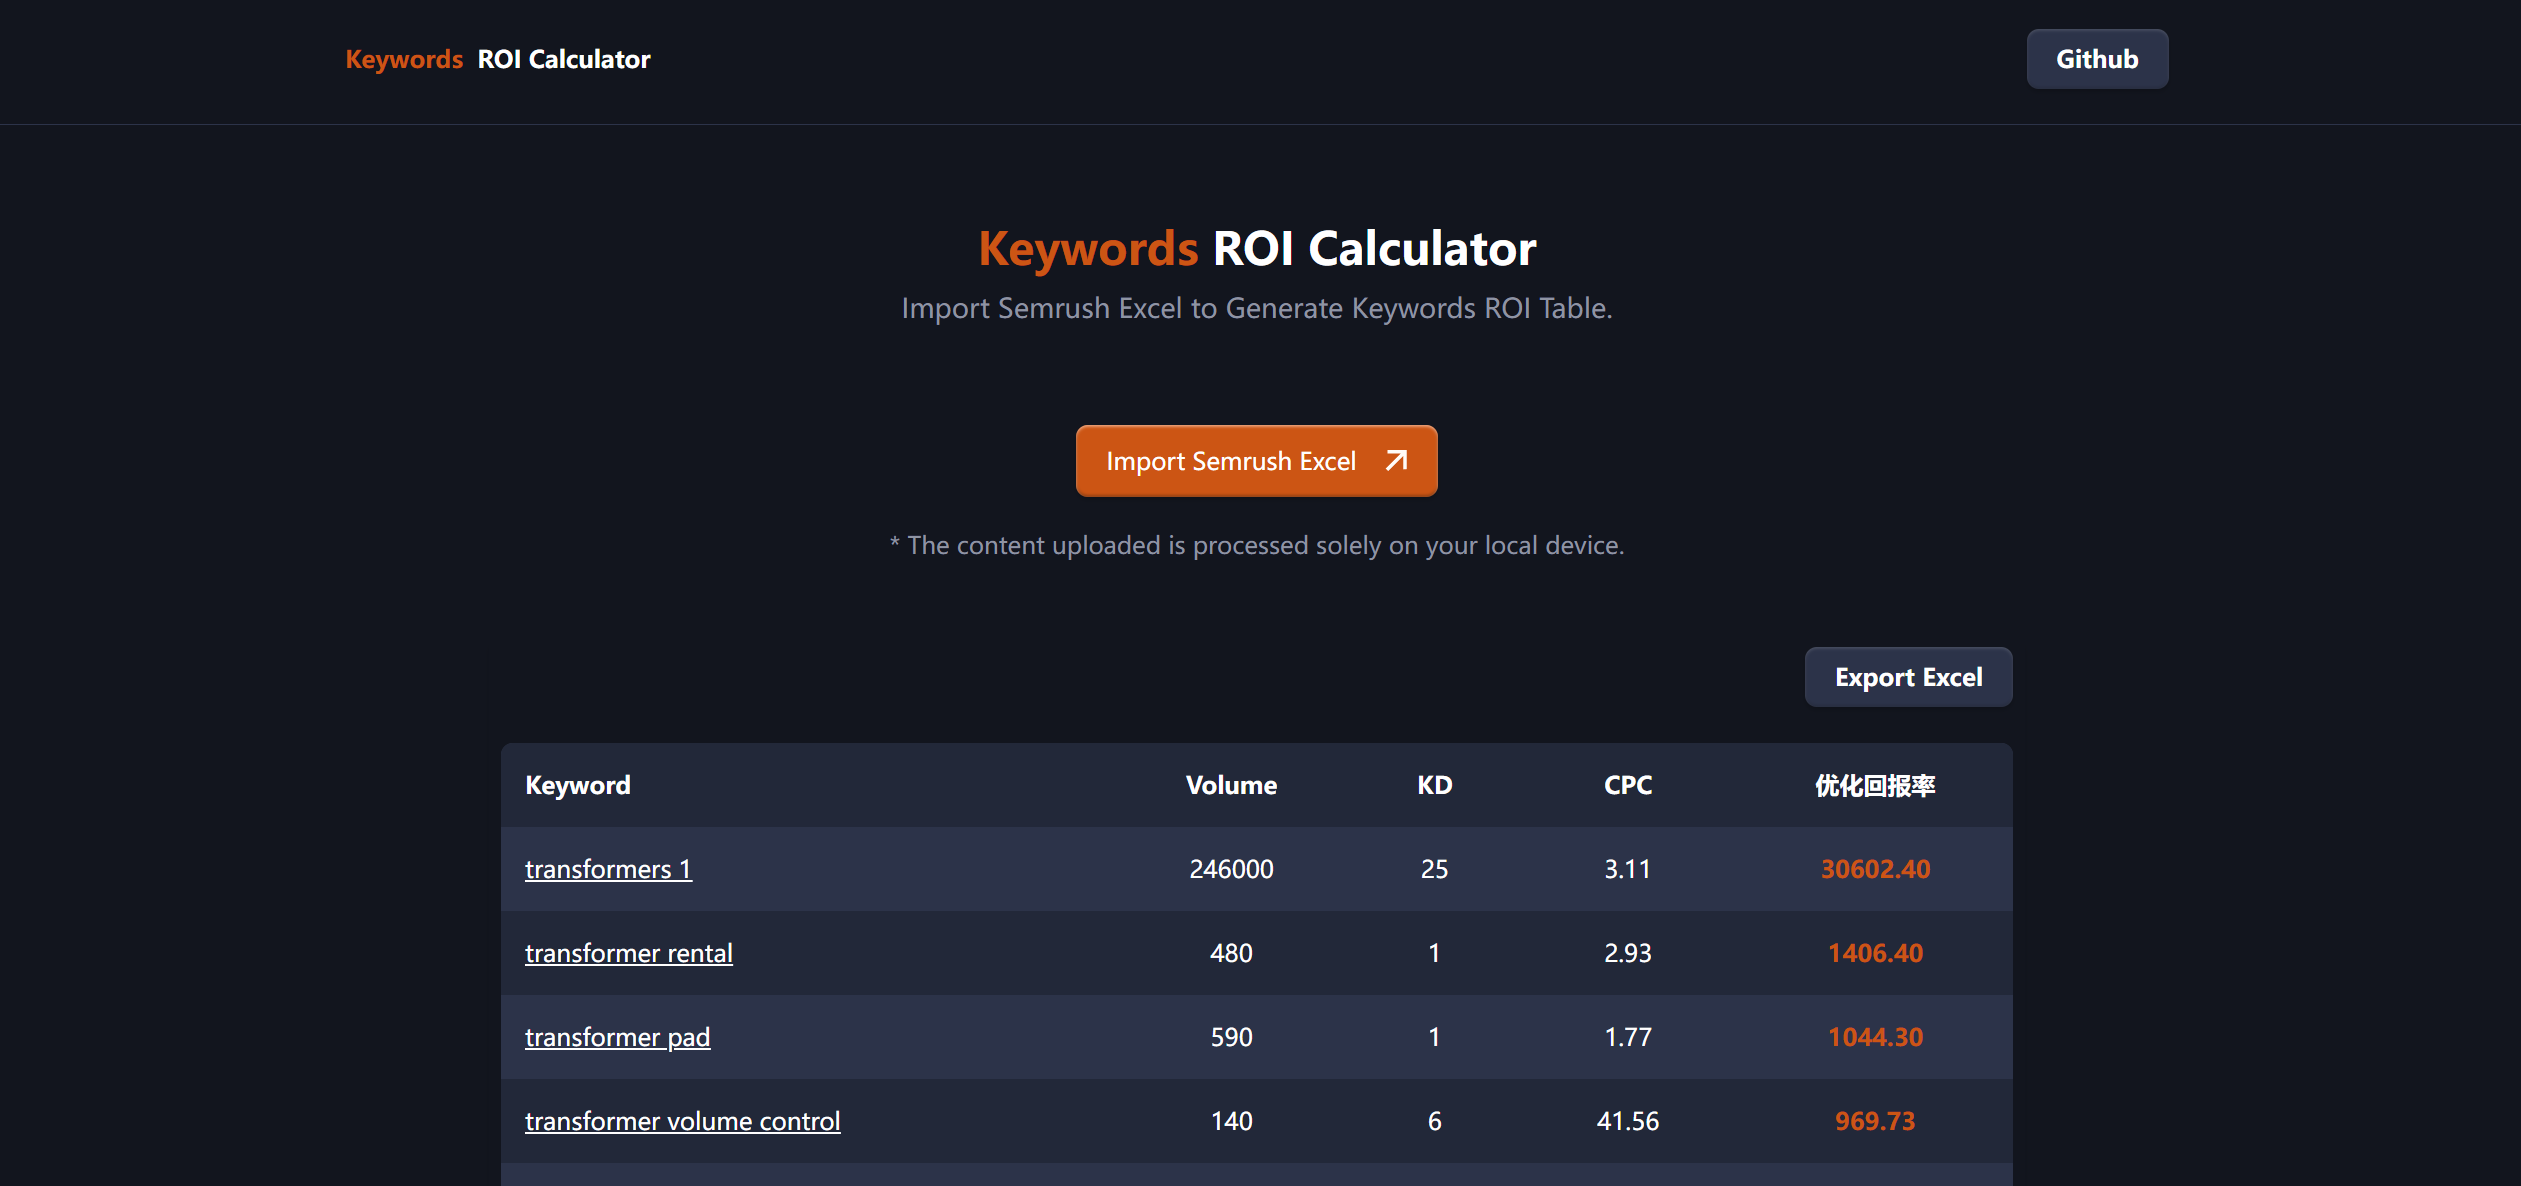 Keywords ROI Calculator
Github
Keywords ROI Calculator
Import Semrush Excel to Generate Keywords ROI Table.
Import Semrush Excel
* The content uploaded is processed solely on your local device.
Export Excel
Keyword Volume KD CPC 优化回报率
transformers 1 246000 25 3.11 30602.40
transformer rental 480 1 2.93 1406.40
transformer pad 590 1 1.77 1044.30
transformer volume control 140 6 41.56 969.73